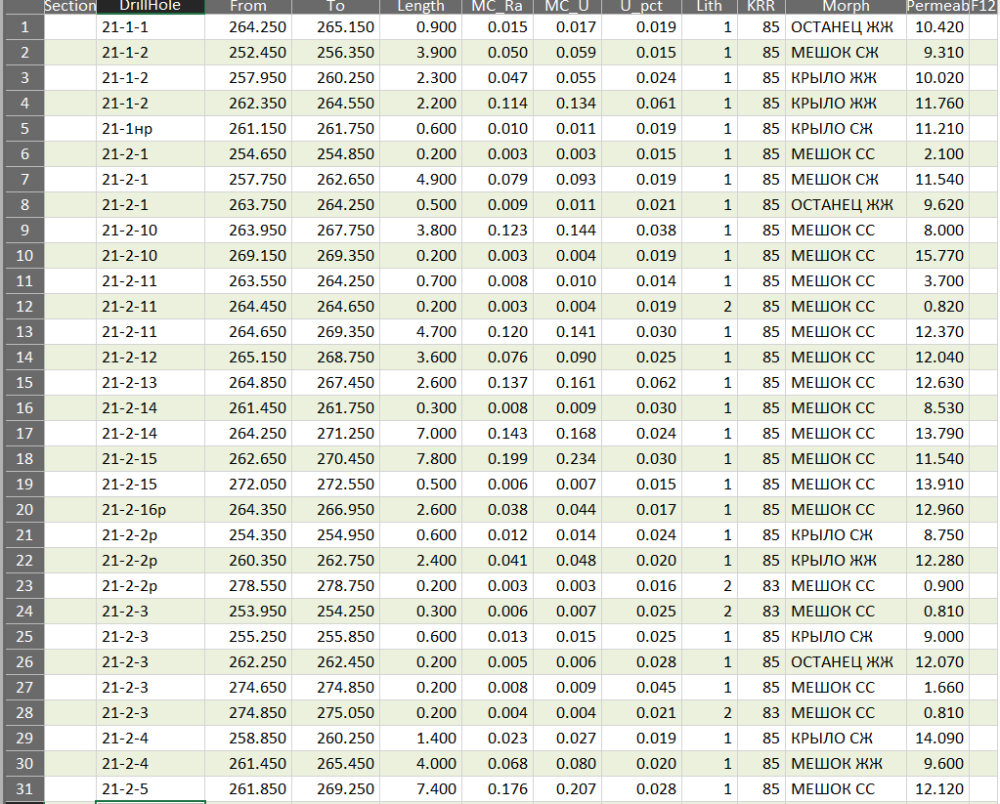 Section DrillHole From To Length MC_Ra MC_U U_pct Lith KRR Morph Permeab F12
1 21-1-1 264.250 265.150 0.900 0.015 0.017 0.019 1 85 ОСТАНЕЦ ЖЖ 10.420
2 21-1-2 252.450 256.350 3.900 0.050 0.059 0.015 1 85 МЕШОК СЖ 9.310
3 21-1-2 257.950 260.250 2.300 0.047 0.055 0.024 1 85 КРЫЛО ЖЖ 10.020
4 21-1-2 262.350 264.550 2.200 0.114 0.134 0.061 1 85 КРЫЛО ЖЖ 11.760
5 21-1нр 261.150 261.750 0.600 0.010 0.011 0.019 1 85 КРЫЛО СЖ 11.210
6 21-2-1 254.650 254.850 0.200 0.003 0.003 0.015 1 85 МЕШОК СС 2.100
7 21-2-1 257.750 262.650 4.900 0.079 0.093 0.019 1 85 МЕШОК СЖ 11.540
8 21-2-1 263.750 264.250 0.500 0.009 0.011 0.021 1 85 ОСТАНЕЦ ЖЖ 9.620
9 21-2-10 263.950 267.750 3.800 0.123 0.144 0.038 1 85 МЕШОК СС 8.000
10 21-2-10 269.150 269.350 0.200 0.003 0.004 0.019 1 85 МЕШОК СС 15.770
11 21-2-11 263.550 264.250 0.700 0.008 0.010 0.014 1 85 МЕШОК СС 3.700
12 21-2-11 264.450 264.650 0.200 0.003 0.004 0.019 2 85 МЕШОК СС 0.820
13 21-2-11 264.650 269.350 4.700 0.120 0.141 0.030 1 85 МЕШОК СС 12.370
14 21-2-12 265.150 268.750 3.600 0.076 0.090 0.025 1 85 МЕШОК СС 12.040
15 21-2-13 264.850 267.450 2.600 0.137 0.161 0.062 1 85 МЕШОК СС 12.630
16 21-2-14 261.450 261.750 0.300 0.008 0.009 0.030 1 85 МЕШОК СС 8.530
17 21-2-14 264.250 271.250 7.000 0.143 0.168 0.024 1 85 МЕШОК СС 13.790
18 21-2-15 262.650 270.450 7.800 0.199 0.234 0.030 1 85 МЕШОК СС 11.540
19 21-2-15 272.050 272.550 0.500 0.006 0.007 0.015 1 85 МЕШОК СС 13.910
20 21-2-16р 264.350 266.950 2.600 0.038 0.044 0.017 1 85 МЕШОК СС 12.960
21 21-2-2р 254.350 254.950 0.600 0.012 0.014 0.024 1 85 КРЫЛО СЖ 8.750
22 21-2-2р 260.350 262.750 2.400 0.041 0.048 0.020 1 85 КРЫЛО ЖЖ 12.280
23 21-2-2р 278.550 278.750 0.200 0.003 0.003 0.016 2 83 МЕШОК СС 0.900
24 21-2-3 253.950 254.250 0.300 0.006 0.007 0.025 2 83 МЕШОК СС 0.810
25 21-2-3 255.250 255.850 0.600 0.013 0.015 0.025 1 85 КРЫЛО СЖ 9.000
26 21-2-3 262.250 262.450 0.200 0.005 0.006 0.028 1 85 ОСТАНЕЦ ЖЖ 12.070
27 21-2-3 274.650 274.850 0.200 0.008 0.009 0.045 1 85 МЕШОК СС 1.660
28 21-2-3 274.850 275.050 0.200 0.004 0.004 0.021 2 83 МЕШОК СС 0.810
29 21-2-4 258.850 260.250 1.400 0.023 0.027 0.019 1 85 КРЫЛО СЖ 14.090
30 21-2-4 261.450 265.450 4.000 0.068 0.080 0.020 1 85 МЕШОК ЖЖ 9.600
31 21-2-5 261.850 269.250 7.400 0.176 0.207 0.028 1 85 МЕШОК СС 12.120